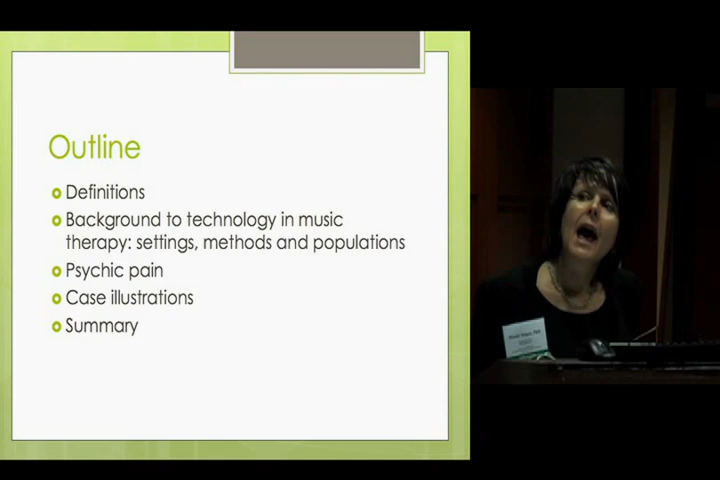 Outline
Definitions
Background to technology in music
therapy: settings, methods and populations
Psychic pain
Case illustrations
Summary